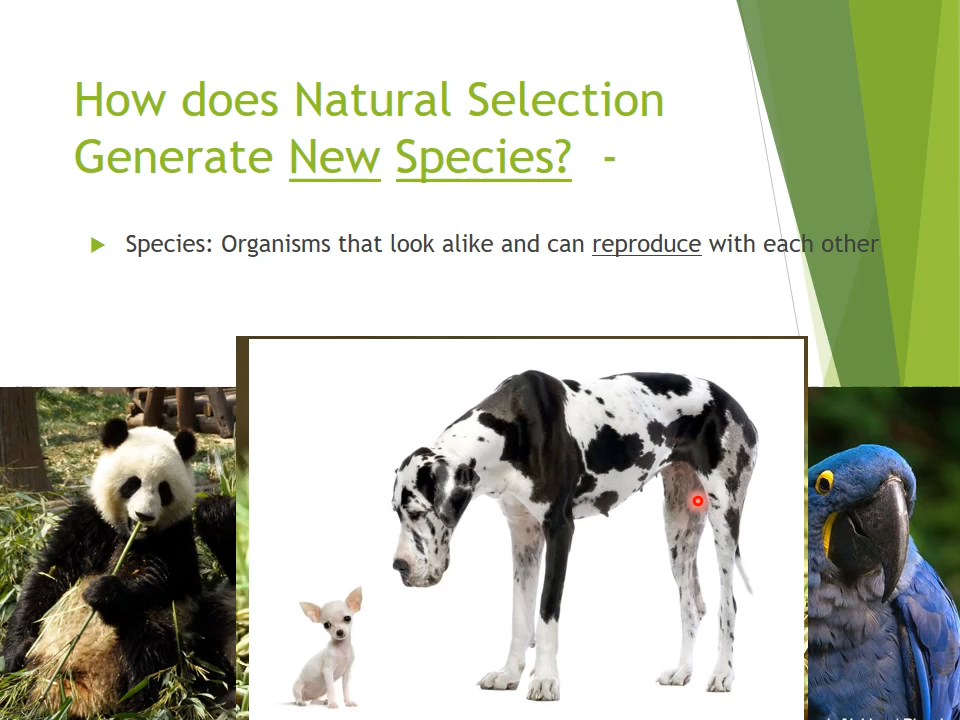 How does Natural Selection
Generate New Species?  -
Species: Organisms that look alike and can reproduce with each other